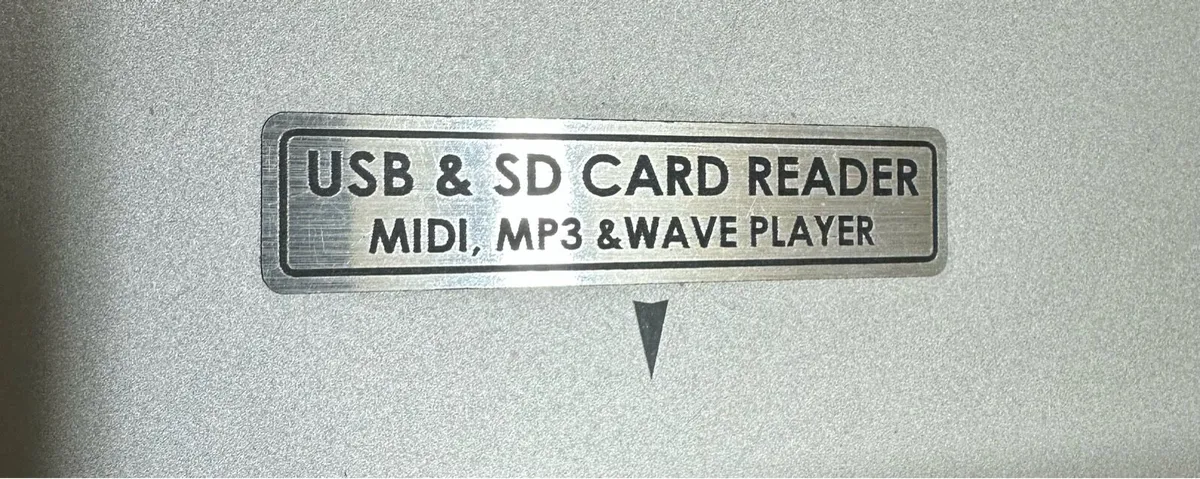 USB & SD CARD READER
MIDI, MP3 &WAVE PLAYER